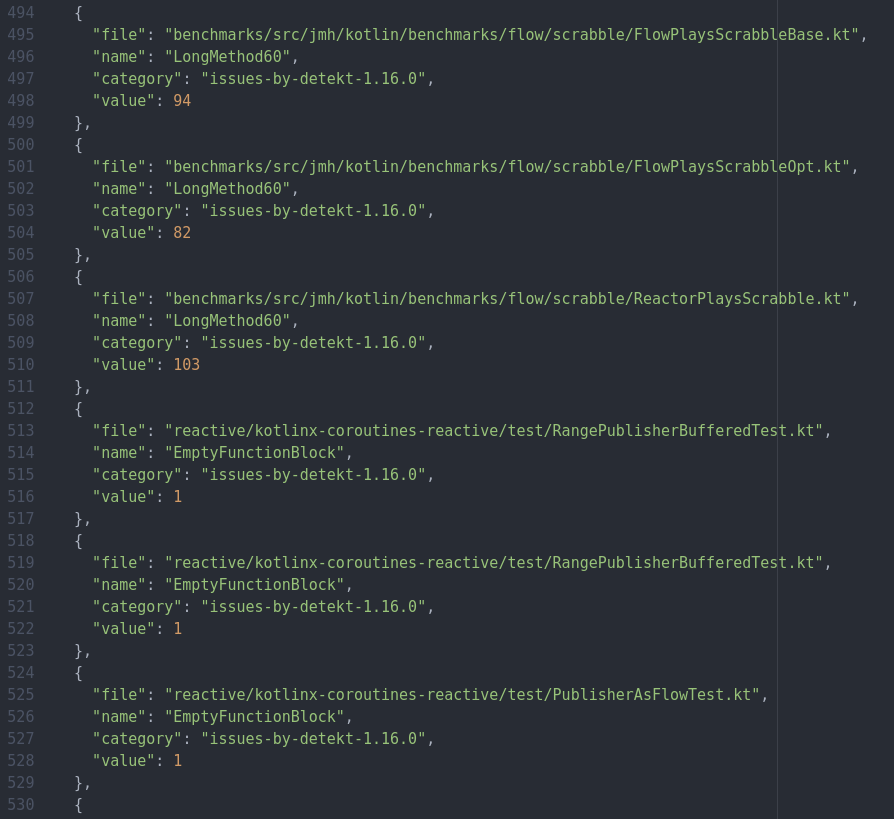 494 {
495 "file": "benchmarks/src/jmh/kotlin/benchmarks/flow/scrabble/FlowPlaysScrabbleBase.kt",
496 "name": "LongMethod60",
497 "category": "issues-by-detekt-1.16.0",
498 "value": 94
499 },
500 {
501 "file": "benchmarks/src/jmh/kotlin/benchmarks/flow/scrabble/FlowPlaysScrabbleOpt.kt",
502 "name": "LongMethod60",
503 "category": "issues-by-detekt-1.16.0",
504 "value": 82
505 },
506 {
507 "file": "benchmarks/src/jmh/kotlin/benchmarks/flow/scrabble/ReactorPlaysScrabble.kt",
508 "name": "LongMethod60",
509 "category": "issues-by-detekt-1.16.0",
510 "value": 103
511 },
512 {
513 "file": "reactive/kotlinx-coroutines-reactive/test/RangePublisherBufferedTest.kt",
514 "name": "EmptyFunctionBlock",
515 "category": "issues-by-detekt-1.16.0",
516 "value": 1
517 },
518 {
519 "file": "reactive/kotlinx-coroutines-reactive/test/RangePublisherBufferedTest.kt",
520 "name": "EmptyFunctionBlock",
521 "category": "issues-by-detekt-1.16.0",
522 "value": 1
523 },
524 {
525 "file": "reactive/kotlinx-coroutines-reactive/test/PublisherAsFlowTest.kt",
526 "name": "EmptyFunctionBlock",
527 "category": "issues-by-detekt-1.16.0",
528 "value": 1
529 },
530 {